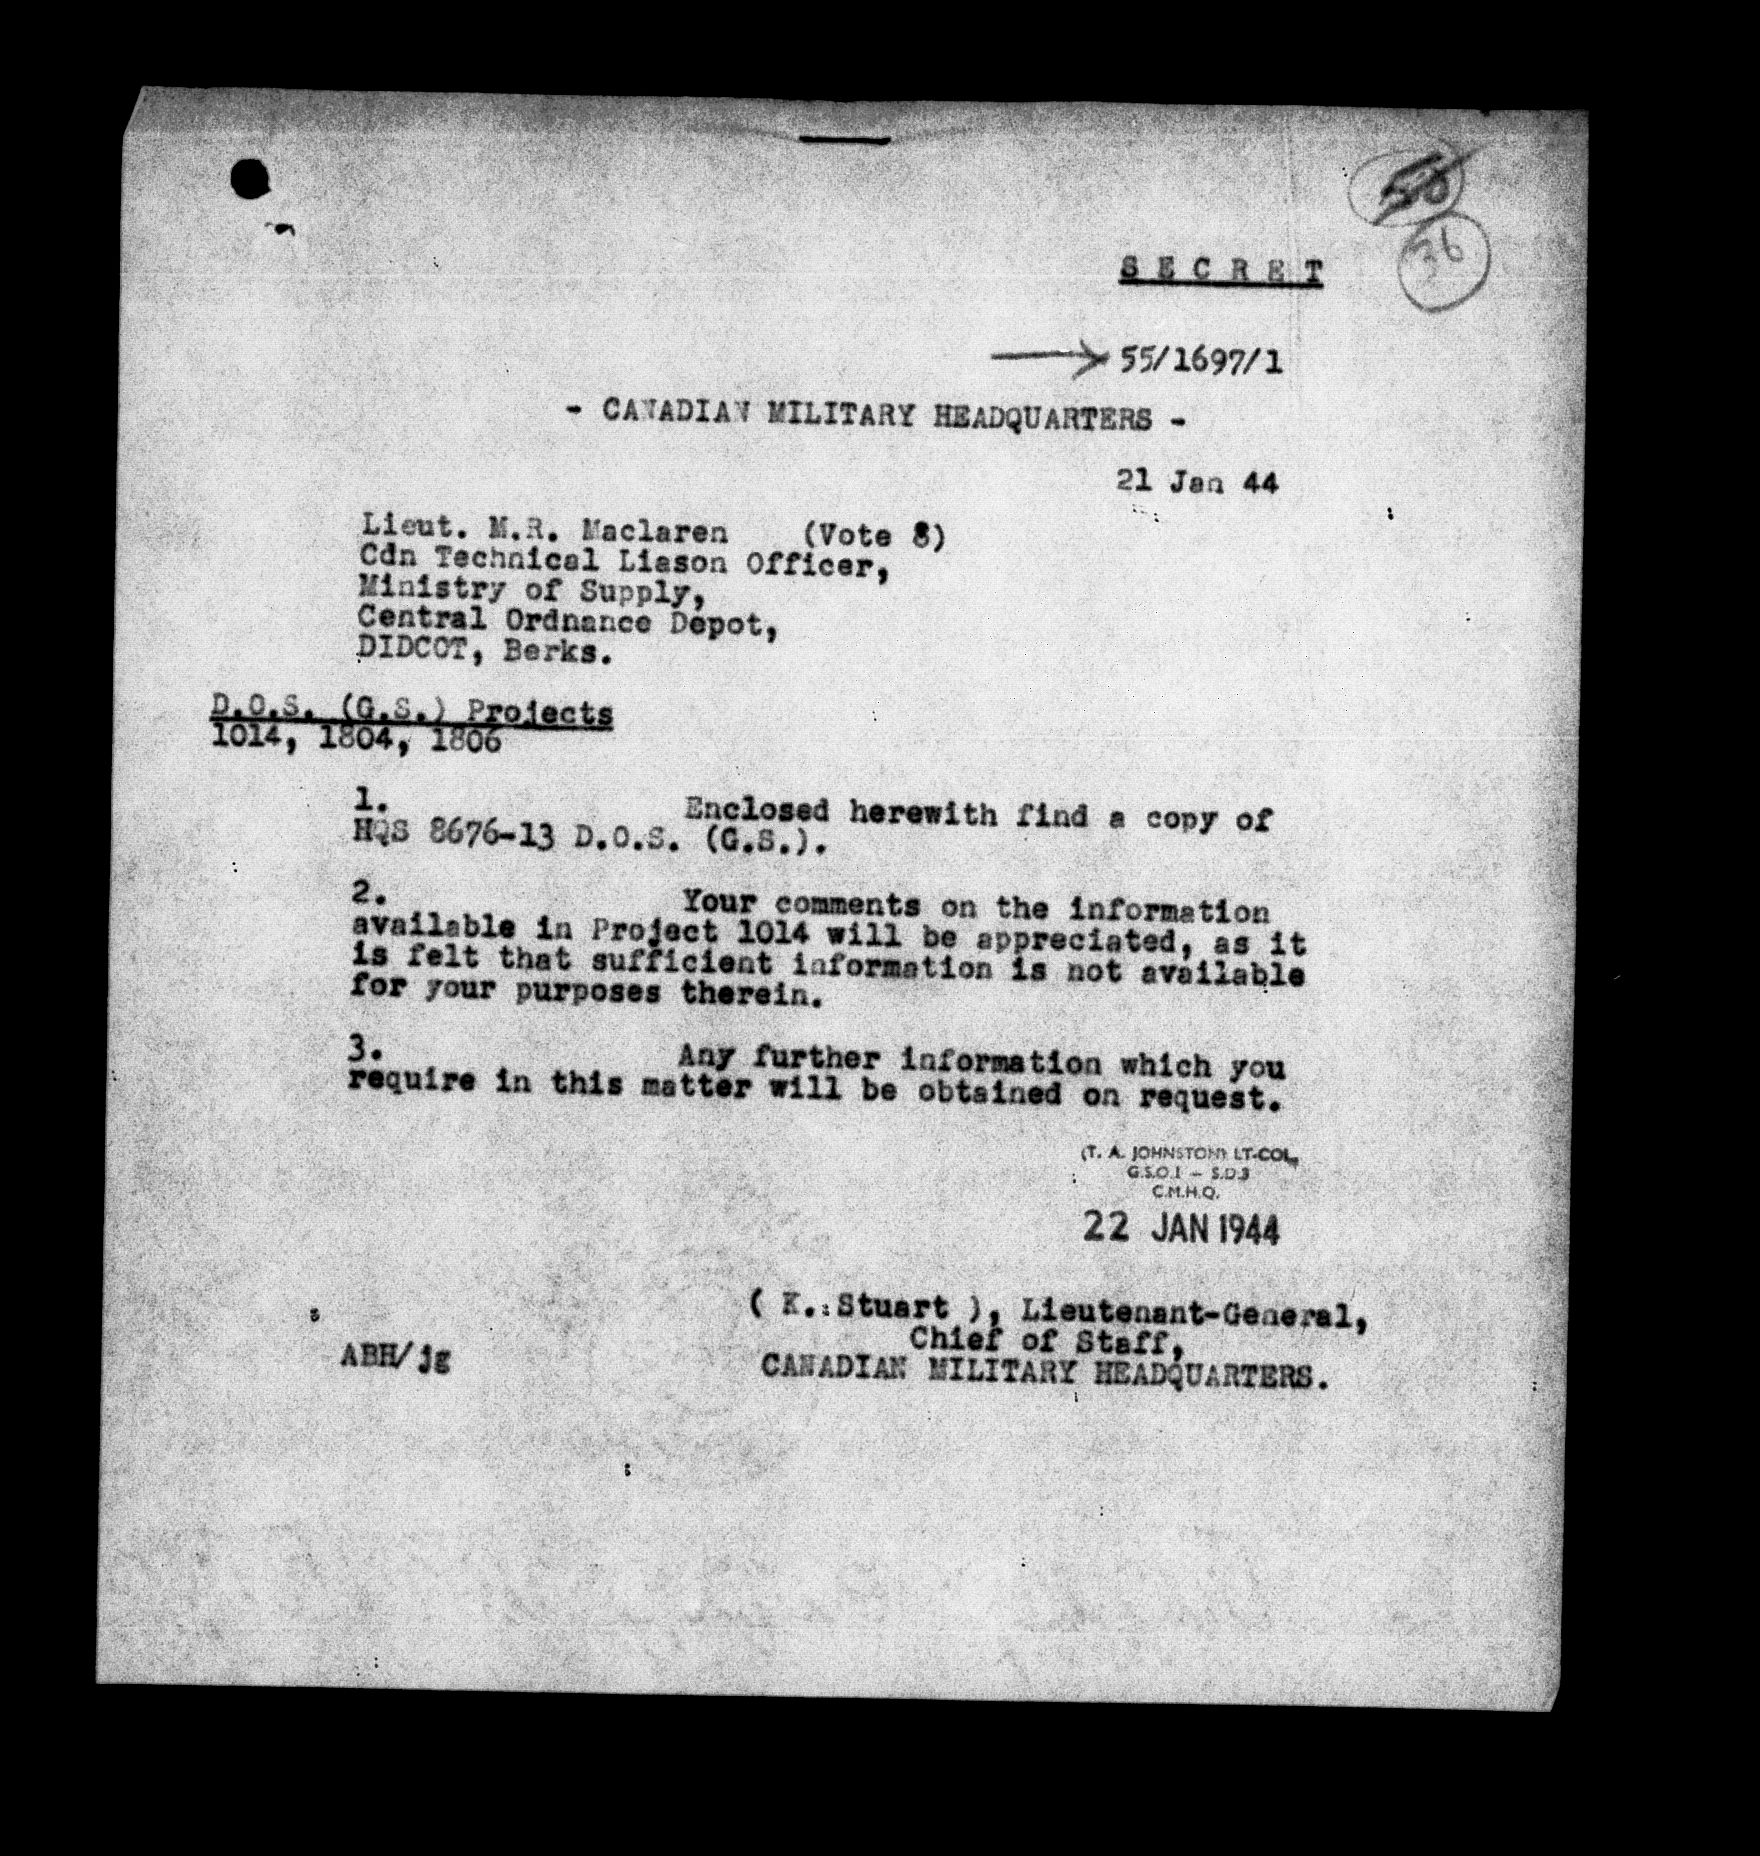 36
S E C R E T
55/1697/1
- CANADIAN MILITARY HEADQUARTERS -
21 Jan 44
Lieut. M.R. Maclaren (Vote 8)
Cdn Technical Liason Officer,
Ministry of Supply,
Central Ordnance Depot,
DIDCOT, Berks.
D.O.S. (G.S.) Projects
1014, 1804, 1806
1. Enclosed herewith find a copy of
HQS 8676-13 D.O.S. (G.S.).
2. Your comments on the information
available in Project 1014 will be appreciated, as it
is felt that sufficient information is not available
for your purposes therein.
3. Any further information which you
require in this matter will be obtained on request.
(T. A. JOHNSTON) LT-COL.
G.S.O.1 – S.D.3
C.M.H.Q.
22 JAN 1944
( K. Stuart ), Lieutenant-General,
Chief of Staff,
ABH/jg CANADIAN MILITARY HEADQUARTERS.